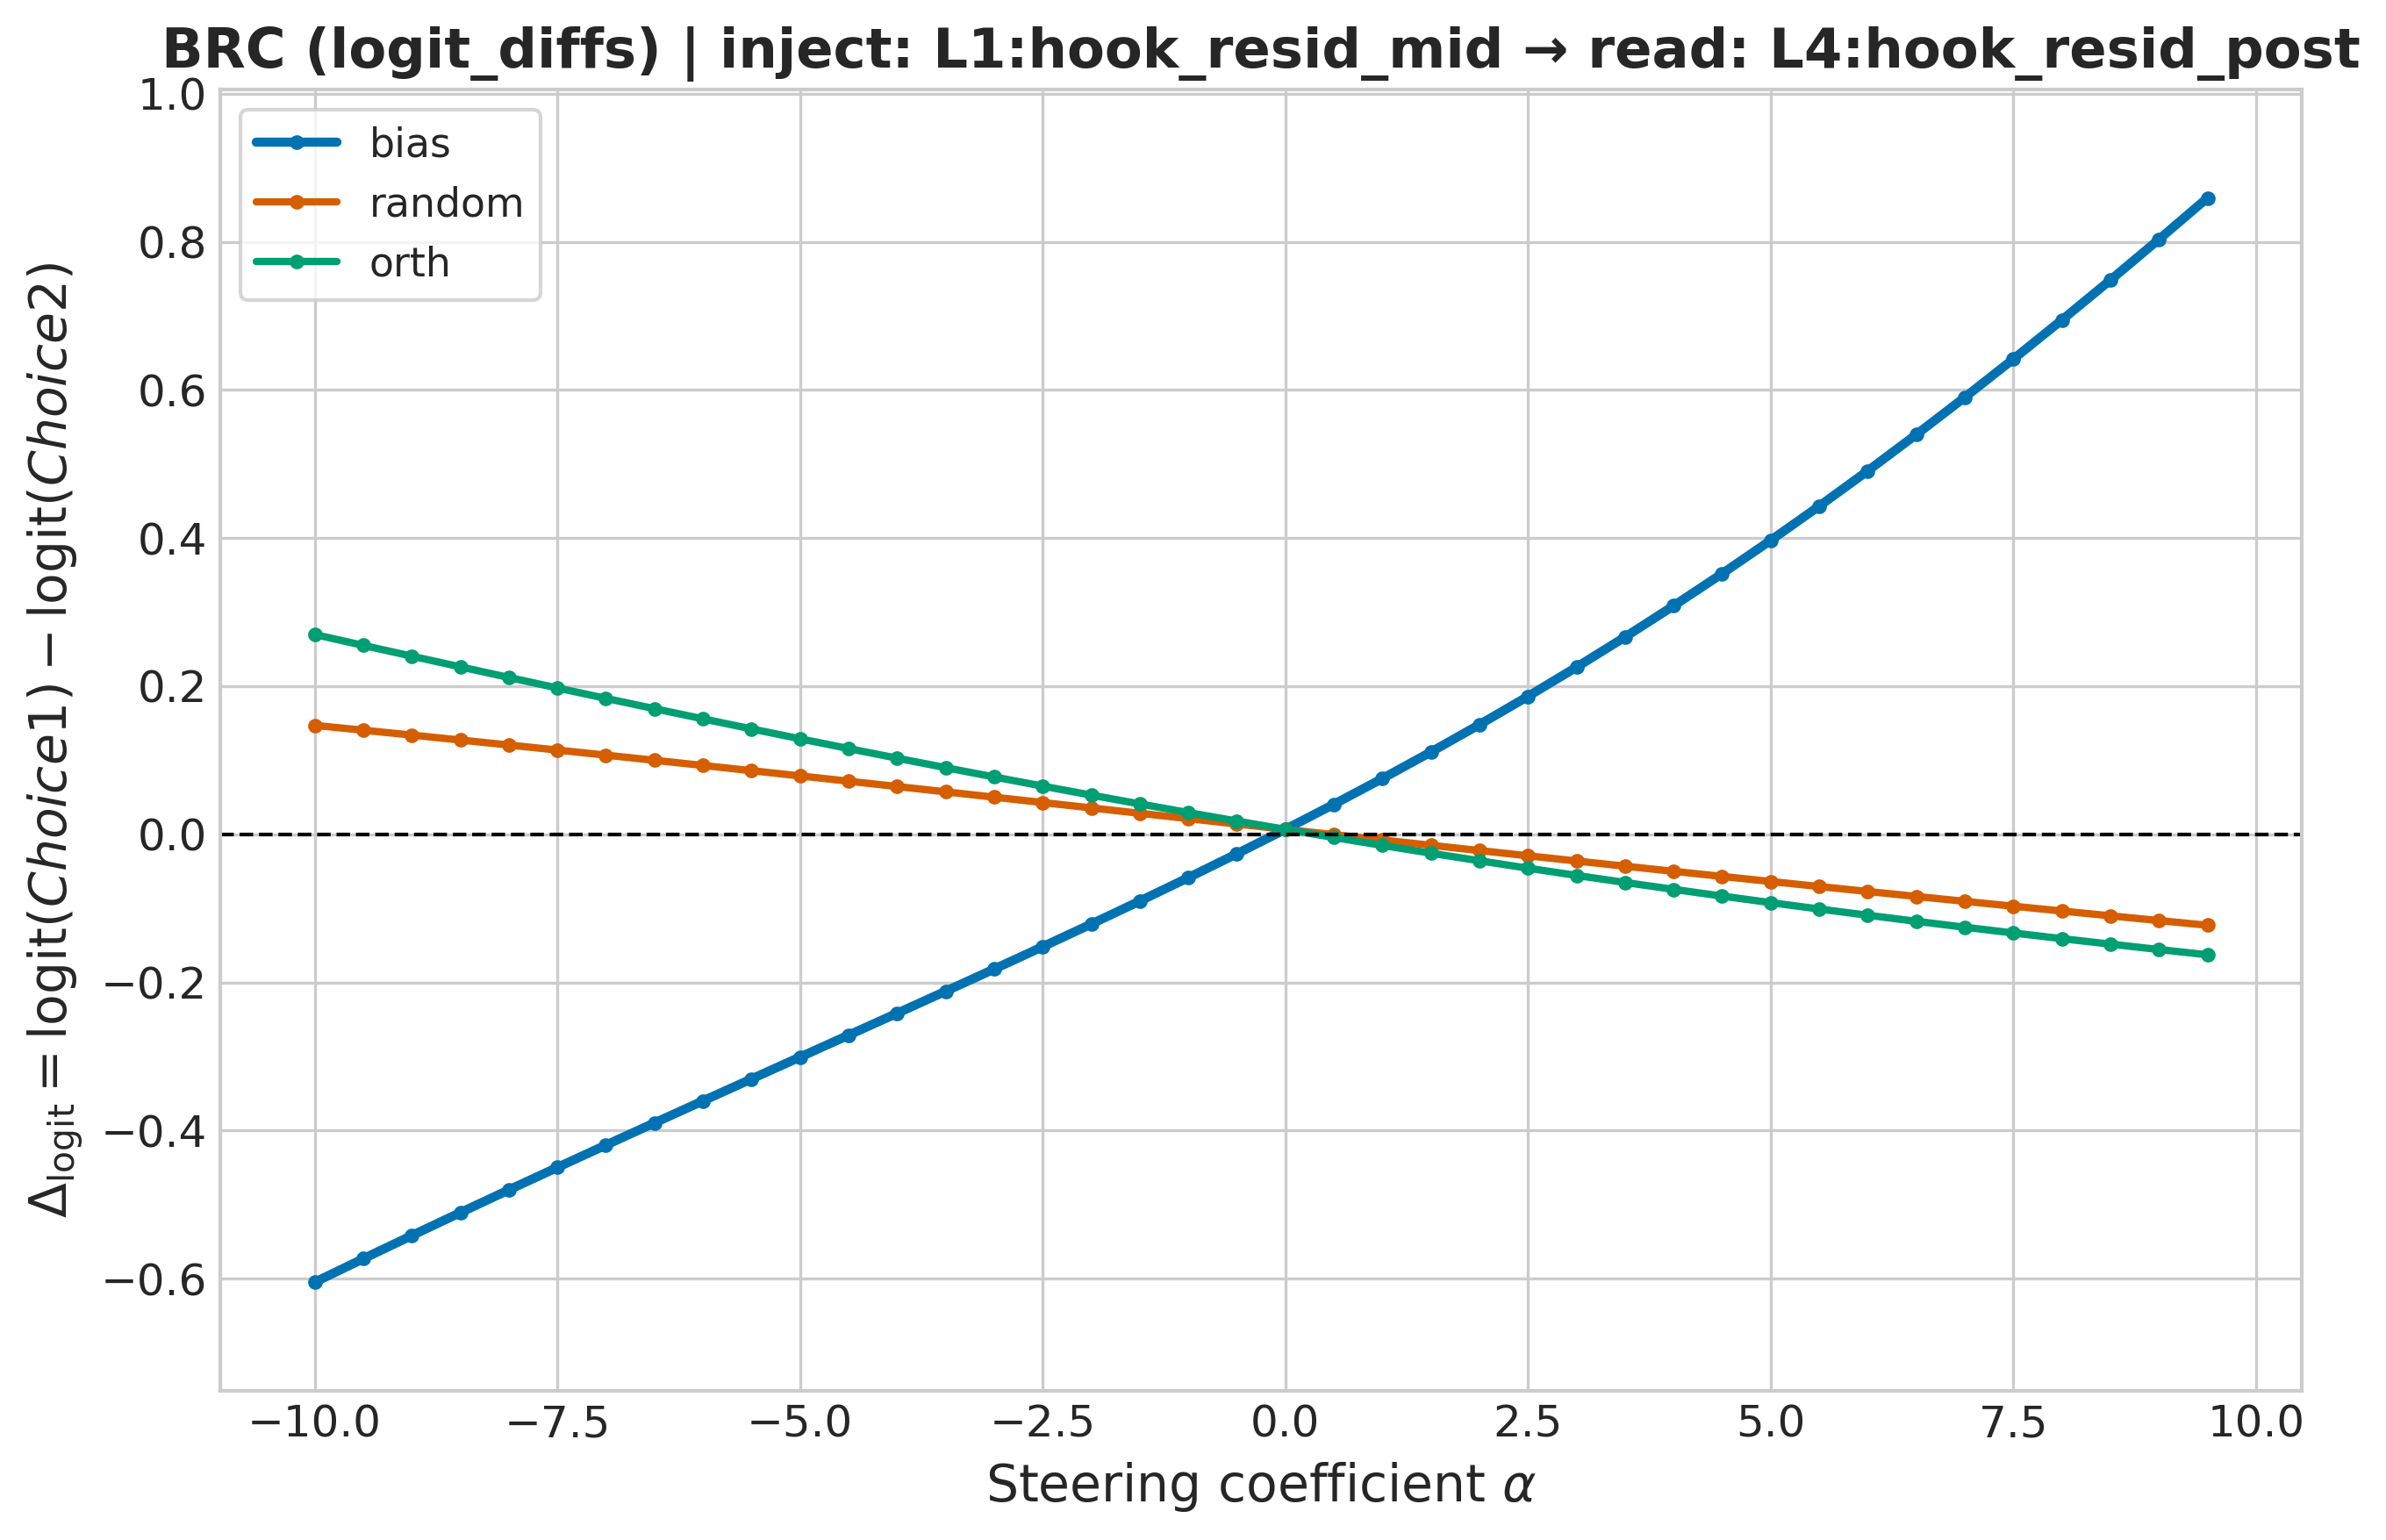 BRC (logit_diffs) | inject: L1:hook_resid_mid → read: L4:hook_resid_post
Δlogit = logit(Choice1) − logit(Choice2)
1.0
0.8
0.6
0.4
0.2
0.0
−0.2
−0.4
−0.6
bias
random
orth
−10.0 −7.5 −5.0 −2.5 0.0 2.5 5.0 7.5 10.0
Steering coefficient α